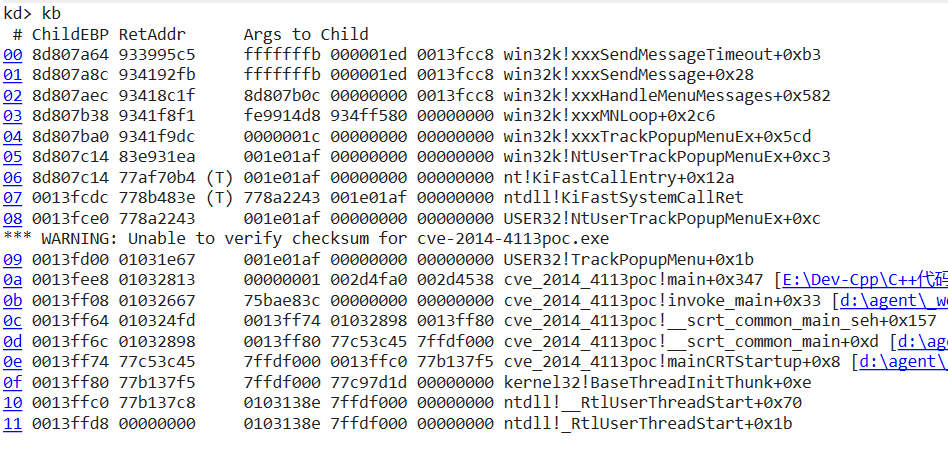 kd> kb
 # ChildEBP RetAddr      Args to Child
00 8d807a64 933995c5     fffffffb 000001ed 0013fcc8 win32k!xxxSendMessageTimeout+0xb3
01 8d807a8c 934192fb     fffffffb 000001ed 0013fcc8 win32k!xxxSendMessage+0x28
02 8d807aec 93418c1f     8d807b0c 00000000 0013fcc8 win32k!xxxHandleMenuMessages+0x582
03 8d807b38 9341f8f1     fe9914d8 934ff580 00000000 win32k!xxxMNLoop+0x2c6
04 8d807ba0 9341f9dc     0000001c 00000000 00000000 win32k!xxxTrackPopupMenuEx+0x5cd
05 8d807c14 83e931ea     001e01af 00000000 00000000 win32k!NtUserTrackPopupMenuEx+0xc3
06 8d807c14 77af70b4 (T) 001e01af 00000000 00000000 nt!KiFastCallEntry+0x12a
07 0013fcdc 778b483e (T) 778a2243 001e01af 00000000 ntdll!KiFastSystemCallRet
08 0013fce0 778a2243     001e01af 00000000 00000000 USER32!NtUserTrackPopupMenuEx+0xc
*** WARNING: Unable to verify checksum for cve-2014-4113poc.exe
09 0013fd00 01031e67     001e01af 00000000 00000000 USER32!TrackPopupMenu+0x1b
0a 0013fee8 01032813     00000001 002d4fa0 002d4538 cve_2014_4113poc!main+0x347 [E:\Dev-Cpp\C++代码
0b 0013ff08 01032667     75bae83c 00000000 00000000 cve_2014_4113poc!invoke_main+0x33 [d:\agent\_wo
0c 0013ff64 010324fd     0013ff74 01032898 0013ff80 cve_2014_4113poc!__scrt_common_main_seh+0x157
0d 0013ff6c 01032898     0013ff80 77c53c45 7ffdf000 cve_2014_4113poc!__scrt_common_main+0xd [d:\age
0e 0013ff74 77c53c45     7ffdf000 0013ffc0 77b137f5 cve_2014_4113poc!mainCRTStartup+0x8 [d:\agent\_
0f 0013ff80 77b137f5     7ffdf000 77c97d1d 00000000 kernel32!BaseThreadInitThunk+0xe
10 0013ffc0 77b137c8     0103138e 7ffdf000 00000000 ntdll!__RtlUserThreadStart+0x70
11 0013ffd8 00000000     0103138e 7ffdf000 00000000 ntdll!_RtlUserThreadStart+0x1b